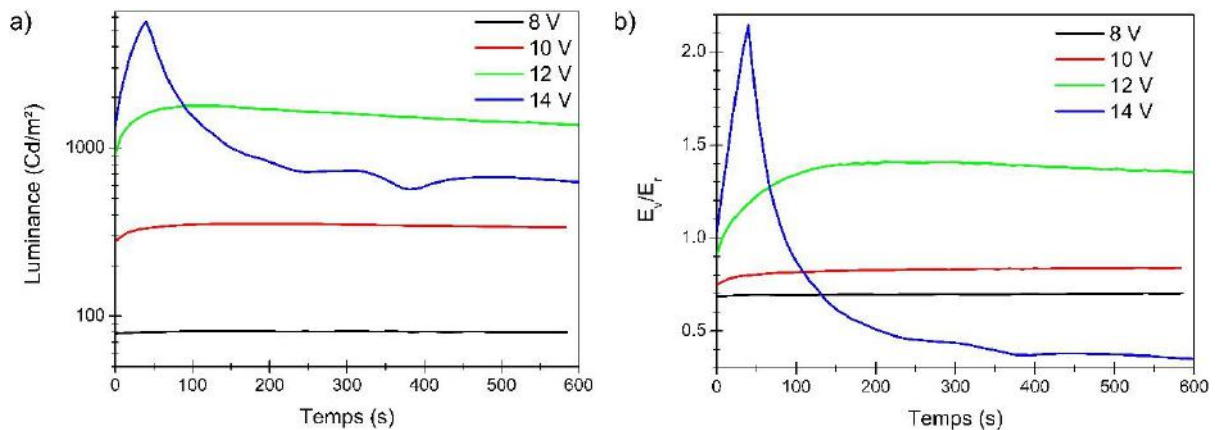 a)
Luminance (Cd/m²)
1000
100
0 100 200 300 400 500 600
Temps (s)
8 V
10 V
12 V
14 V
b)
E_v/E_r
2.0
1.5
1.0
0.5
0 100 200 300 400 500 600
Temps (s)
8 V
10 V
12 V
14 V